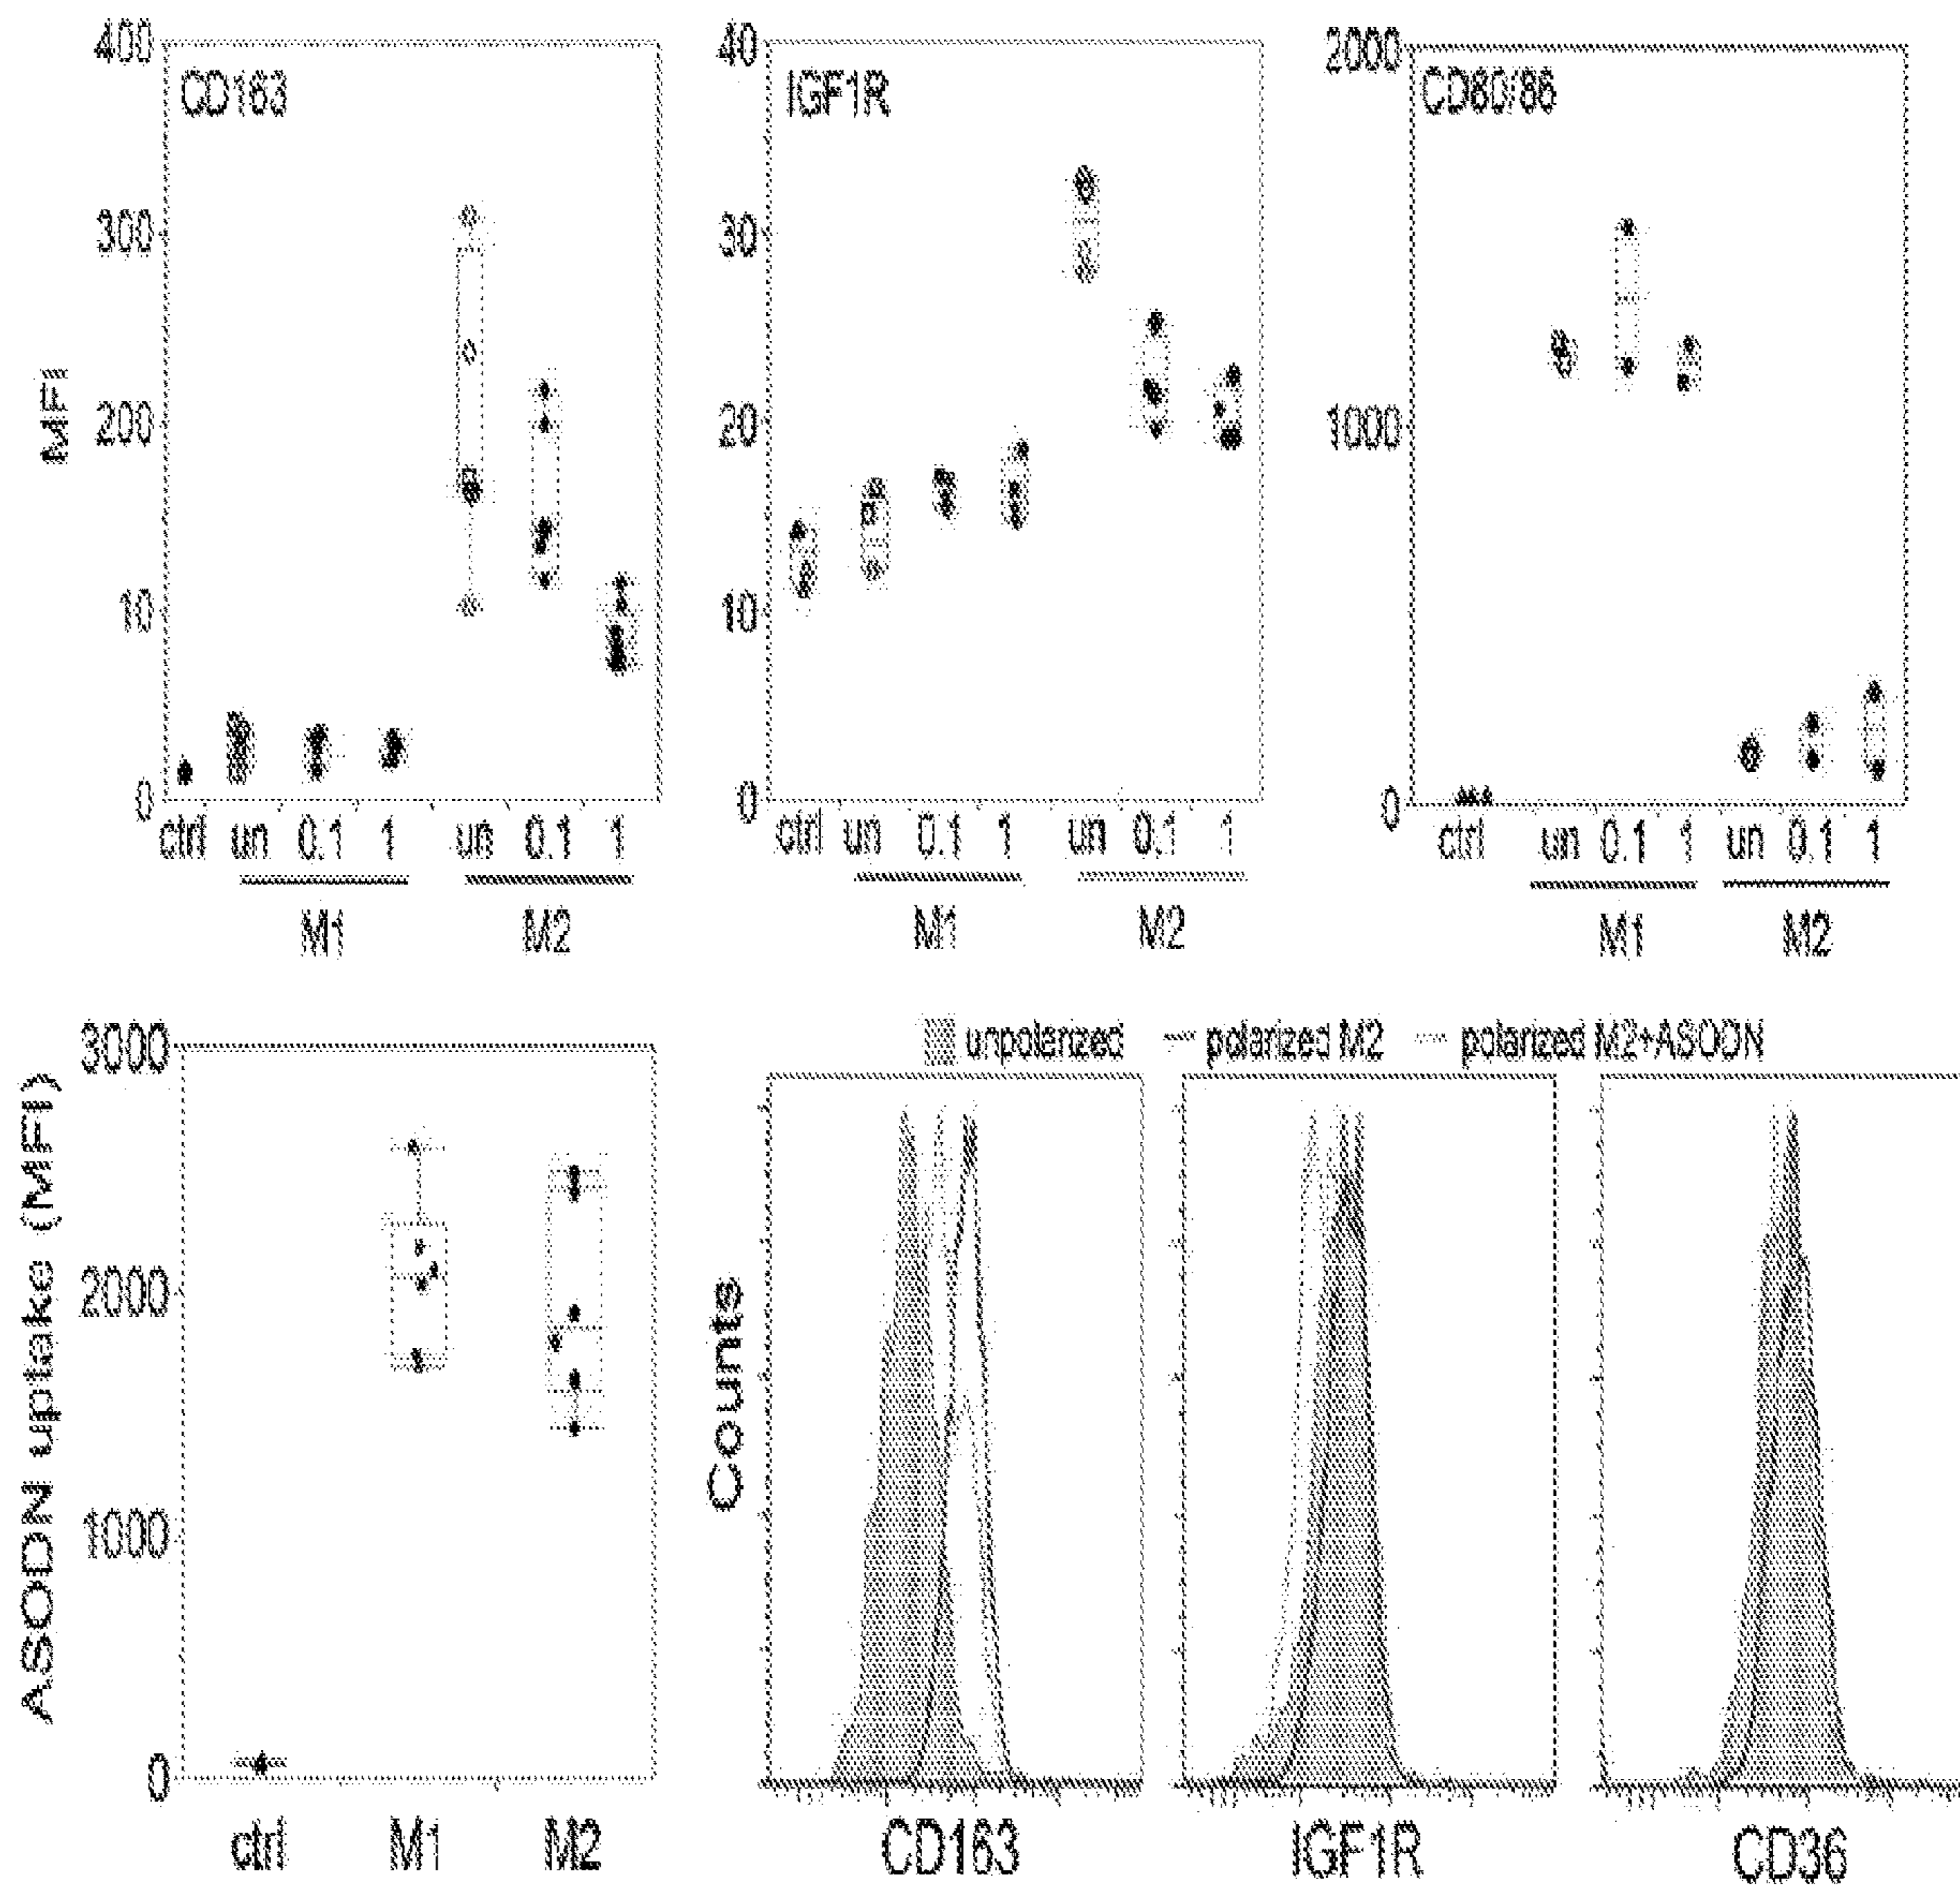 400
CD163
300
MFI
200
10
0
ctrl un 0.1 1 un 0.1 1
M1 M2
40
IGF1R
30
20
10
0
ctrl un 0.1 1 un 0.1 1
M1 M2
2000
CD80/86
1000
0
ctrl un 0.1 1 un 0.1 1
M1 M2
3000
ASODN uptake (MFI)
2000
1000
0
ctrl M1 M2
unpolarized polarized M2 polarized M2+ASODN
Counts
CD163 IGF1R CD36